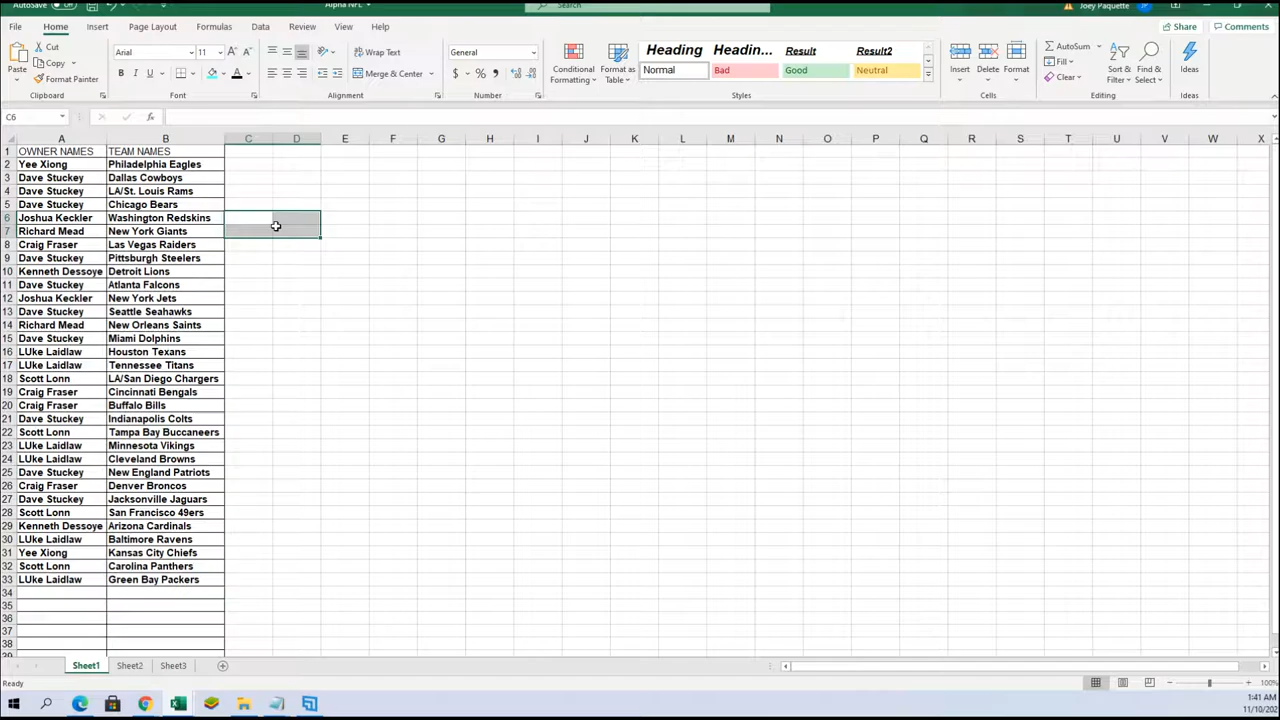 AutoSave Off Alpha NFL Search Joey Paquette JP
File Home Insert Page Layout Formulas Data Review View Share Comments
Paste Cut Copy Format Painter
Arial 11
B I U
Wrap Text Merge & Center
General
$ % ,
Conditional Formatting Format as Table
Heading Headin... Result Result2
Normal Bad Good Neutral
Insert Delete Format
AutoSum Fill Clear
Sort & Filter Find & Select
Ideas
Clipboard Font Alignment Number Styles Cells Editing Ideas
C6 fx
A B C D E F G H I J K L M N O P Q R S T U V W X
1 OWNER NAMES TEAM NAMES
2 Yee Xiong Philadelphia Eagles
3 Dave Stuckey Dallas Cowboys
4 Dave Stuckey LA/St. Louis Rams
5 Dave Stuckey Chicago Bears
6 Joshua Keckler Washington Redskins
7 Richard Mead New York Giants
8 Craig Fraser Las Vegas Raiders
9 Dave Stuckey Pittsburgh Steelers
10 Kenneth Dessoye Detroit Lions
11 Dave Stuckey Atlanta Falcons
12 Joshua Keckler New York Jets
13 Dave Stuckey Seattle Seahawks
14 Richard Mead New Orleans Saints
15 Dave Stuckey Miami Dolphins
16 LUke Laidlaw Houston Texans
17 LUke Laidlaw Tennessee Titans
18 Scott Lonn LA/San Diego Chargers
19 Craig Fraser Cincinnati Bengals
20 Craig Fraser Buffalo Bills
21 Dave Stuckey Indianapolis Colts
22 Scott Lonn Tampa Bay Buccaneers
23 LUke Laidlaw Minnesota Vikings
24 LUke Laidlaw Cleveland Browns
25 Dave Stuckey New England Patriots
26 Craig Fraser Denver Broncos
27 Dave Stuckey Jacksonville Jaguars
28 Scott Lonn San Francisco 49ers
29 Kenneth Dessoye Arizona Cardinals
30 LUke Laidlaw Baltimore Ravens
31 Yee Xiong Kansas City Chiefs
32 Scott Lonn Carolina Panthers
33 LUke Laidlaw Green Bay Packers
34
35
36
37
38
39
Sheet1 Sheet2 Sheet3
Ready 100%
1:41 AM
11/10/202